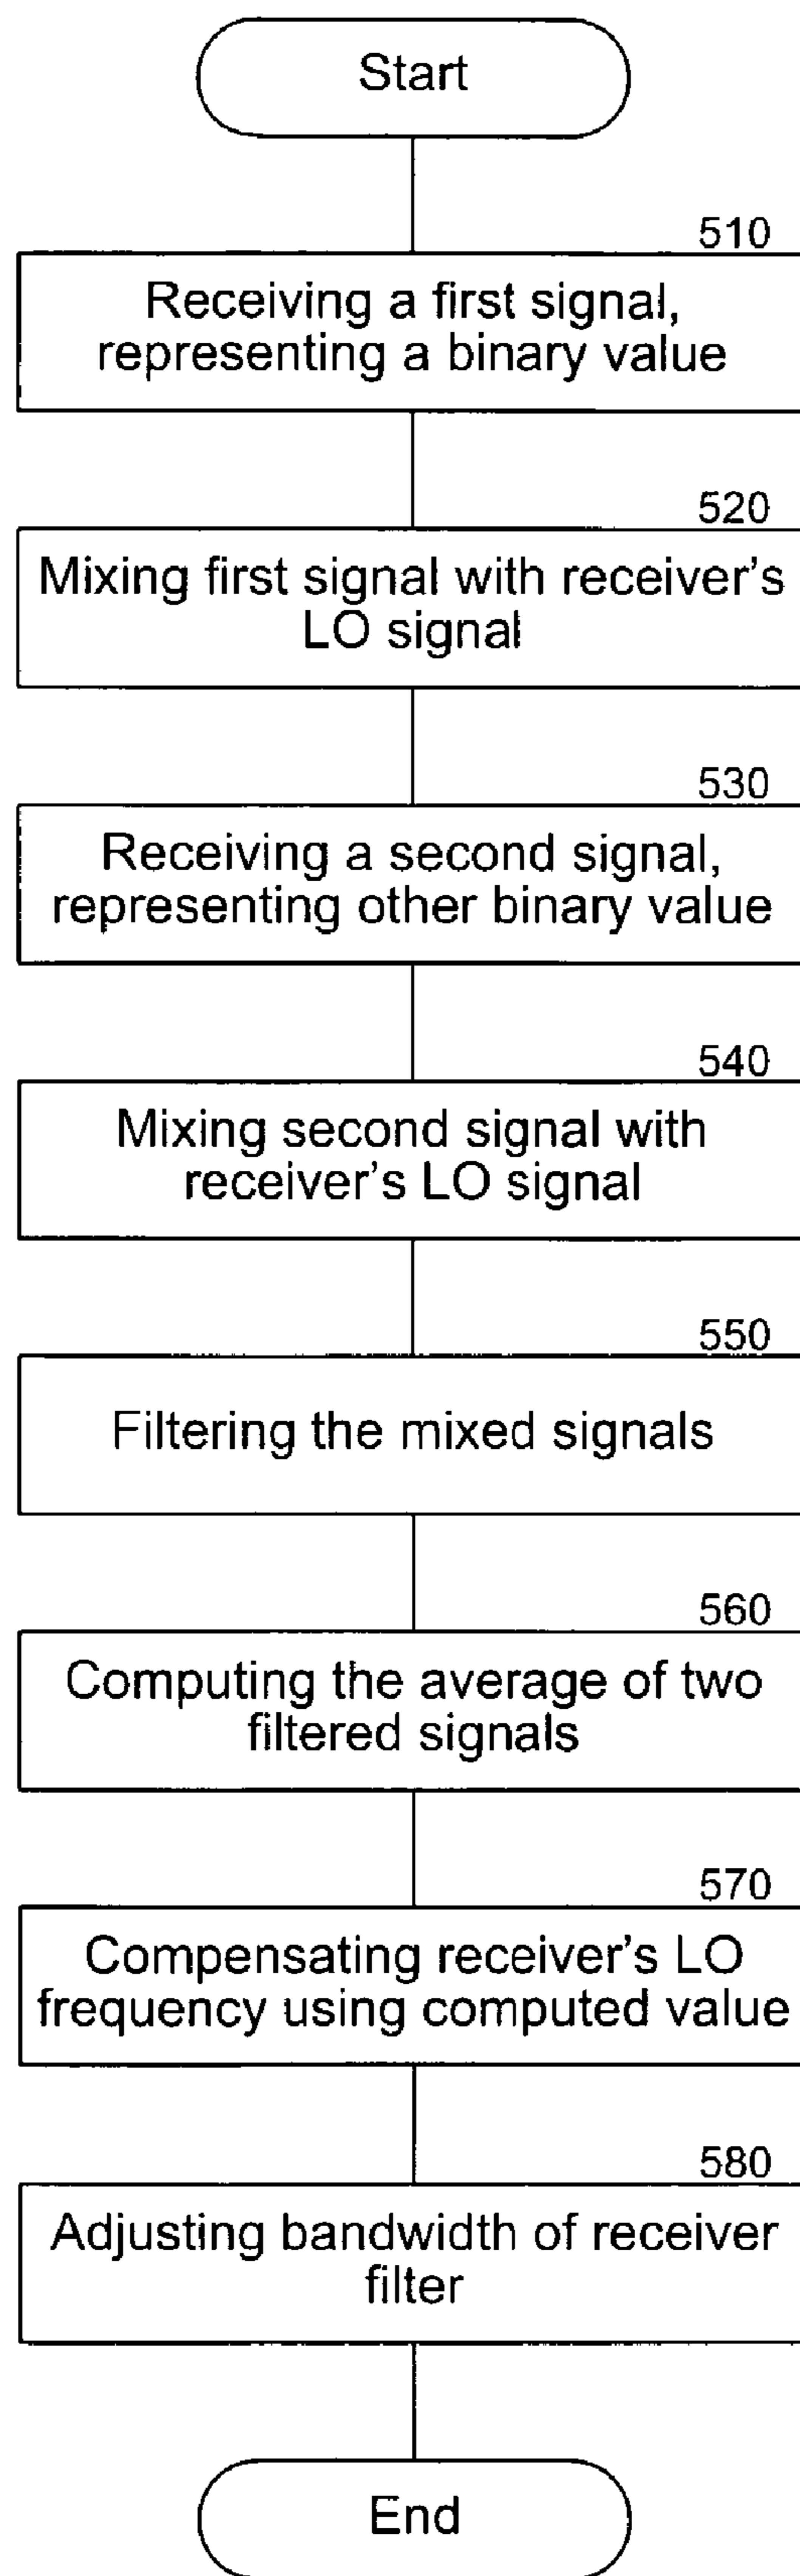 Start
510
Receiving a first signal,
representing a binary value
520
Mixing first signal with receiver's
LO signal
530
Receiving a second signal,
representing other binary value
540
Mixing second signal with
receiver's LO signal
550
Filtering the mixed signals
560
Computing the average of two
filtered signals
570
Compensating receiver's LO
frequency using computed value
580
Adjusting bandwidth of receiver
filter
End